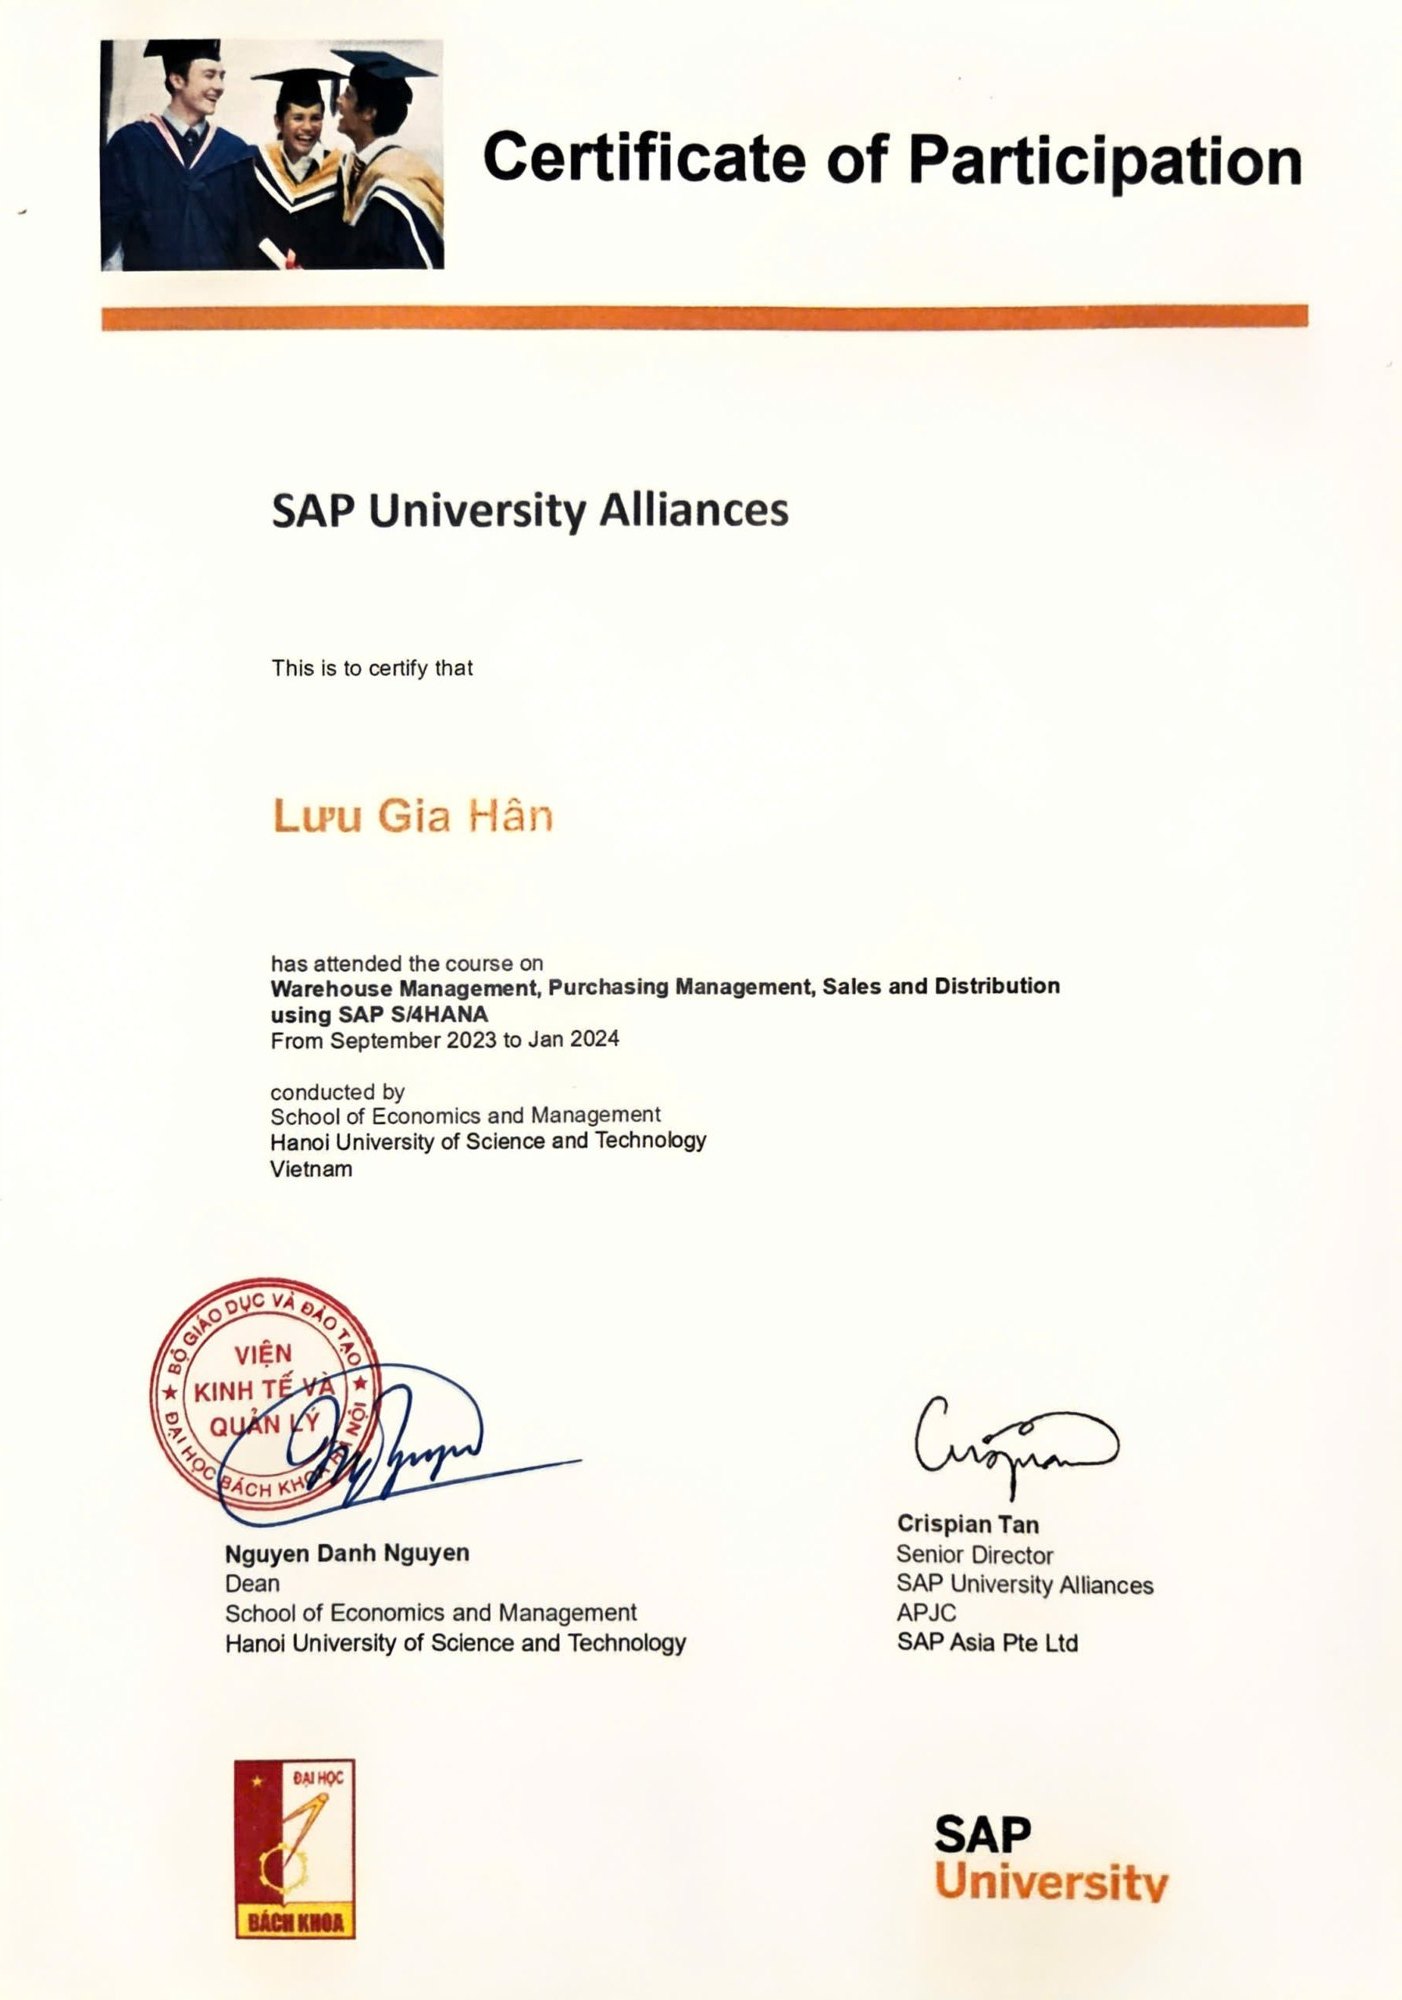 Certificate of Participation
SAP University Alliances
This is to certify that
Lưu Gia Hân
has attended the course on
Warehouse Management, Purchasing Management, Sales and Distribution
using SAP S/4HANA
From September 2023 to Jan 2024
conducted by
School of Economics and Management
Hanoi University of Science and Technology
Vietnam
BỘ GIÁO DỤC VÀ ĐÀO TẠO
VIỆN
KINH TẾ VÀ
QUẢN LÝ
ĐẠI HỌC BÁCH KHOA HÀ NỘI
Nguyen Danh Nguyen
Dean
School of Economics and Management
Hanoi University of Science and Technology
Crispian Tan
Senior Director
SAP University Alliances
APJC
SAP Asia Pte Ltd
ĐẠI HỌC
BÁCH KHOA
SAP
University